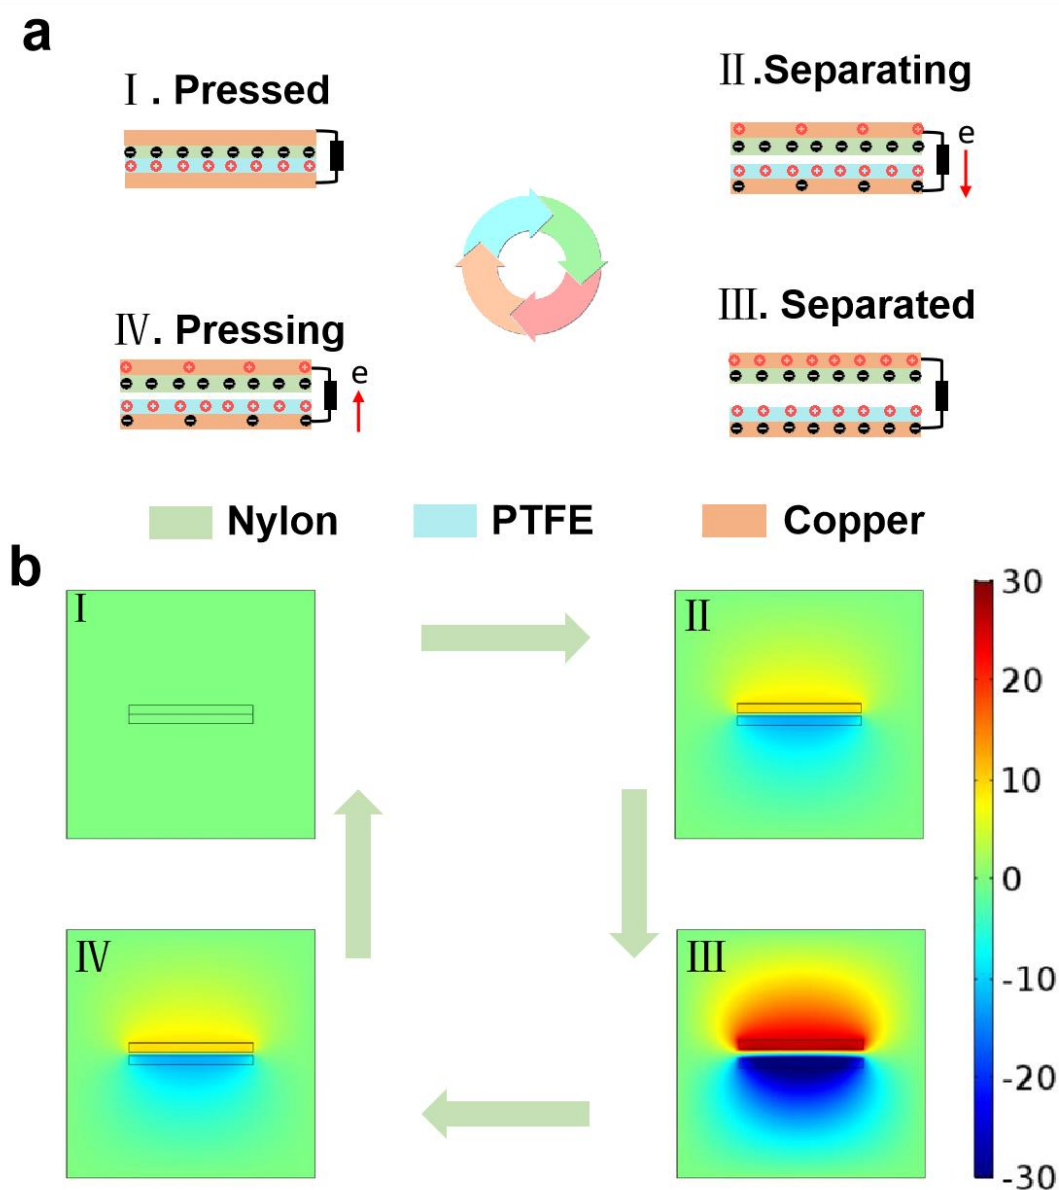 a
Ⅰ. Pressed
Ⅱ.Separating
e
Ⅳ. Pressing
e
Ⅲ. Separated
Nylon
PTFE
Copper
b
Ⅰ
Ⅱ
Ⅳ
Ⅲ
30
20
10
0
-10
-20
-30